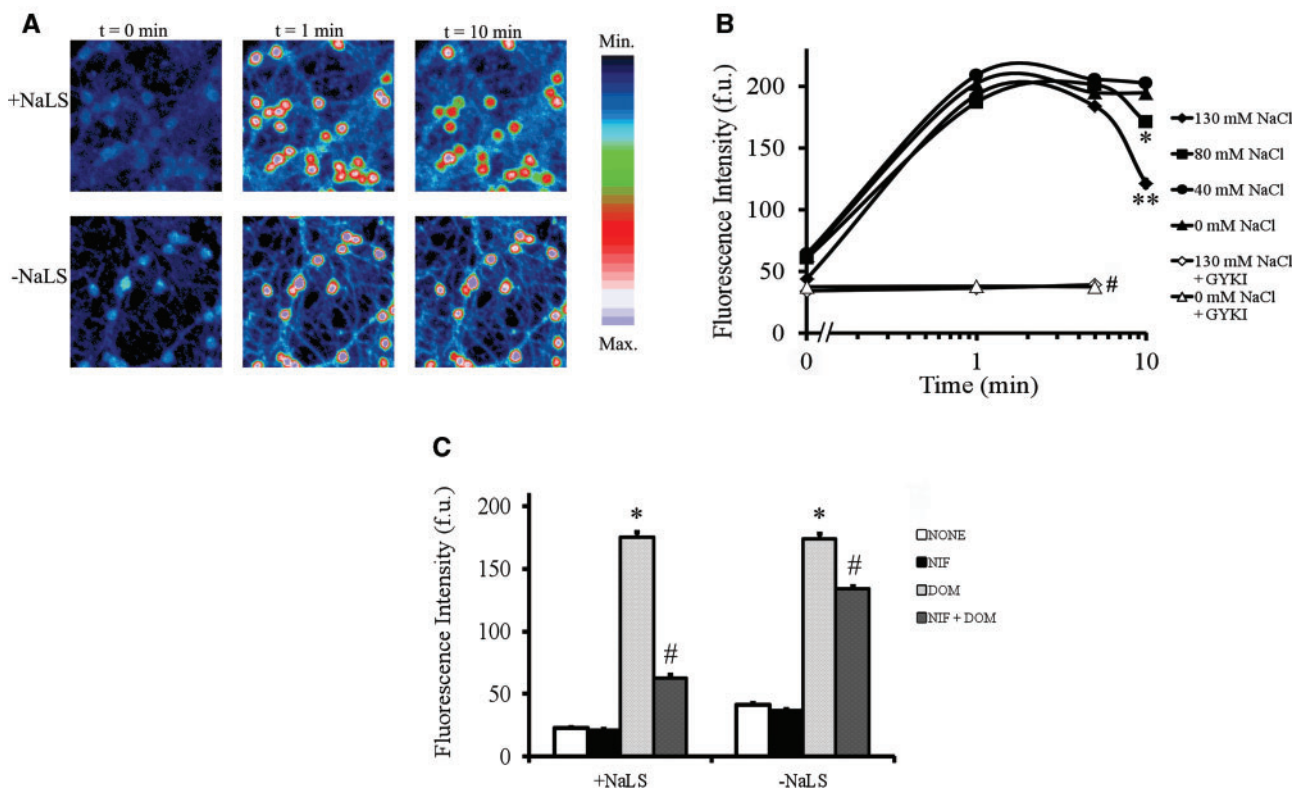 A
t = 0 min
t = 1 min
t = 10 min
+NaLS
-NaLS
Min.
Max.
B
Fluorescence Intensity (f.u.)
200
150
100
50
0
0
1
10
Time (min)
*
**
#
130 mM NaCl
80 mM NaCl
40 mM NaCl
0 mM NaCl
130 mM NaCl
+ GYKI
0 mM NaCl
+ GYKI
C
Fluorescence Intensity (f.u.)
200
150
100
50
0
*
#
*
#
+NaLS
-NaLS
NONE
NIF
DOM
NIF + DOM